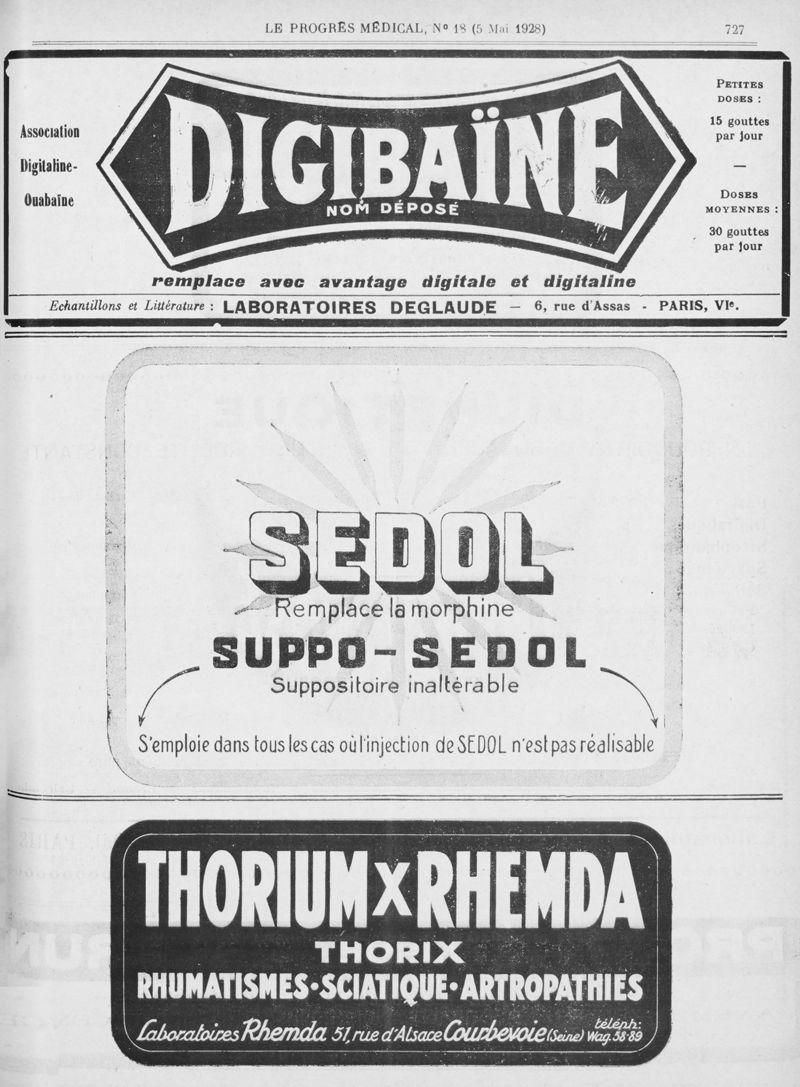 LE PROGRÈS MÉDICAL, Nº 18 (5 Mai 1928)
727
Association
Digitaline-
Ouabaïne
DIGIBAÏNE
NOM DÉPOSÉ
PETITES
DOSES :
15 gouttes
par jour
—
DOSES
MOYENNES :
30 gouttes
par jour
remplace avec avantage digitale et digitaline
Echantillons et Littérature : LABORATOIRES DEGLAUDE — 6, rue d'Assas - PARIS, VIe.
SEDOL
Remplace la morphine
SUPPO-SEDOL
Suppositoire inaltérable
S'emploie dans tous les cas où l'injection de SEDOL n'est pas réalisable
THORIUM X RHEMDA
THORIX
RHUMATISMES·SCIATIQUE·ARTROPATHIES
Laboratoires Rhemda 51, rue d'Alsace Courbevoie (Seine) téléph: Wag. 58-89